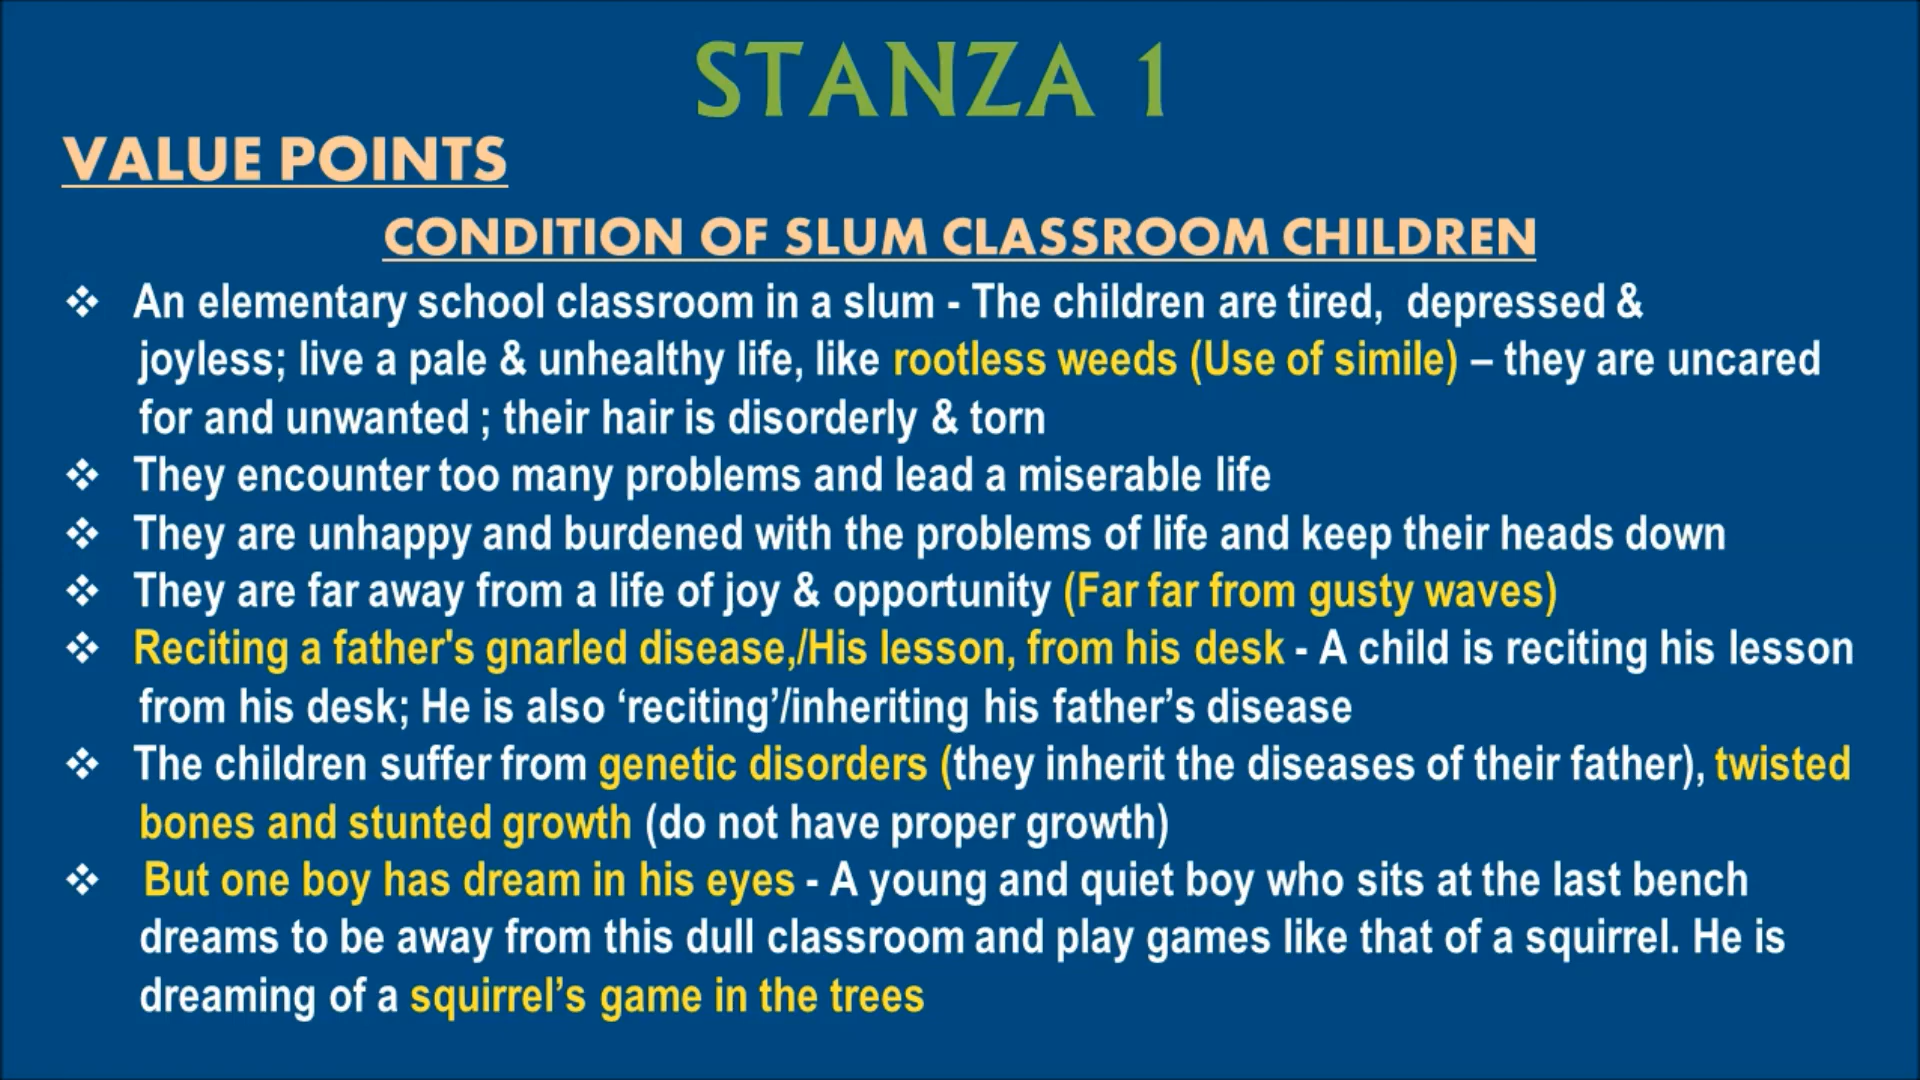 STANZA 1
VALUE POINTS
CONDITION OF SLUM CLASSROOM CHILDREN
❖ An elementary school classroom in a slum - The children are tired, depressed &
joyless; live a pale & unhealthy life, like rootless weeds (Use of simile) – they are uncared
for and unwanted ; their hair is disorderly & torn
❖ They encounter too many problems and lead a miserable life
❖ They are unhappy and burdened with the problems of life and keep their heads down
❖ They are far away from a life of joy & opportunity (Far far from gusty waves)
❖ Reciting a father's gnarled disease,/His lesson, from his desk - A child is reciting his lesson
from his desk; He is also ‘reciting’/inheriting his father’s disease
❖ The children suffer from genetic disorders (they inherit the diseases of their father), twisted
bones and stunted growth (do not have proper growth)
❖ But one boy has dream in his eyes - A young and quiet boy who sits at the last bench
dreams to be away from this dull classroom and play games like that of a squirrel. He is
dreaming of a squirrel’s game in the trees